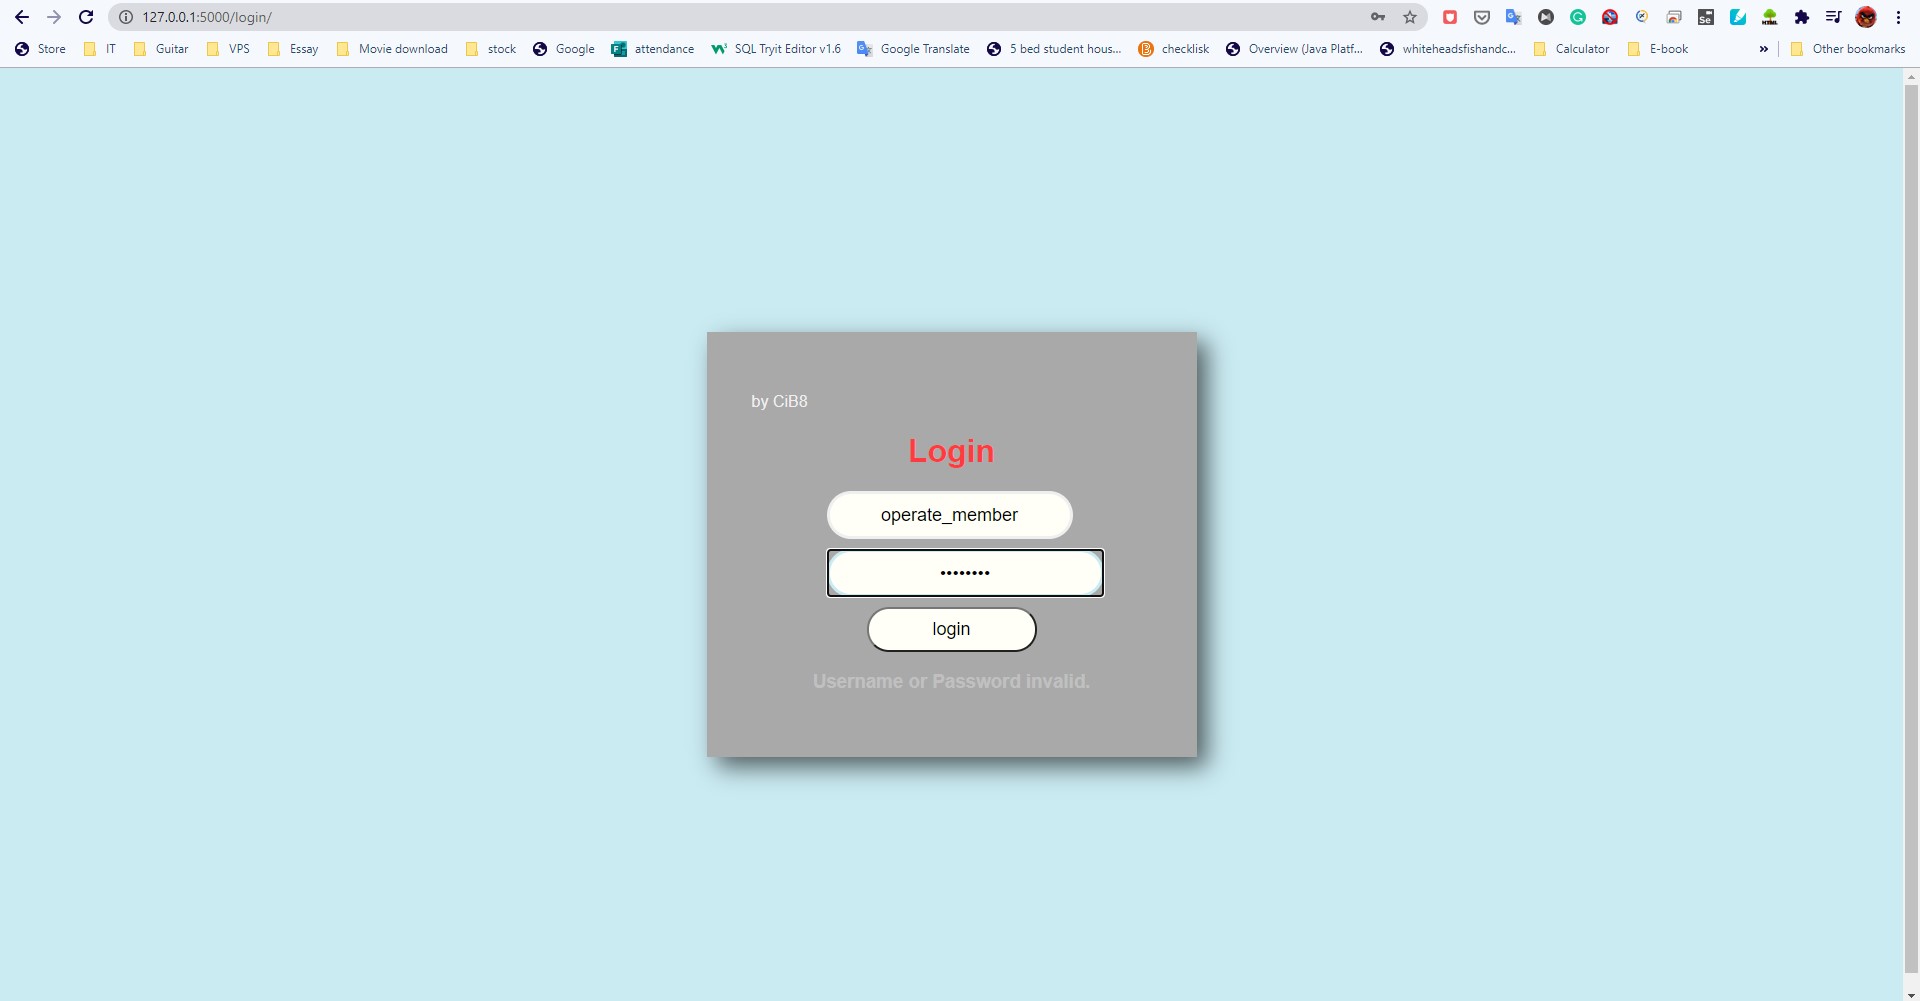 127.0.0.1:5000/login/
Store IT Guitar VPS Essay Movie download stock Google attendance SQL Tryit Editor v1.6 Google Translate 5 bed student hous... checklisk Overview (Java Platf... whiteheadsfishandc... Calculator E-book » Other bookmarks
by CiB8
Login
operate_member
••••••••
login
Username or Password invalid.